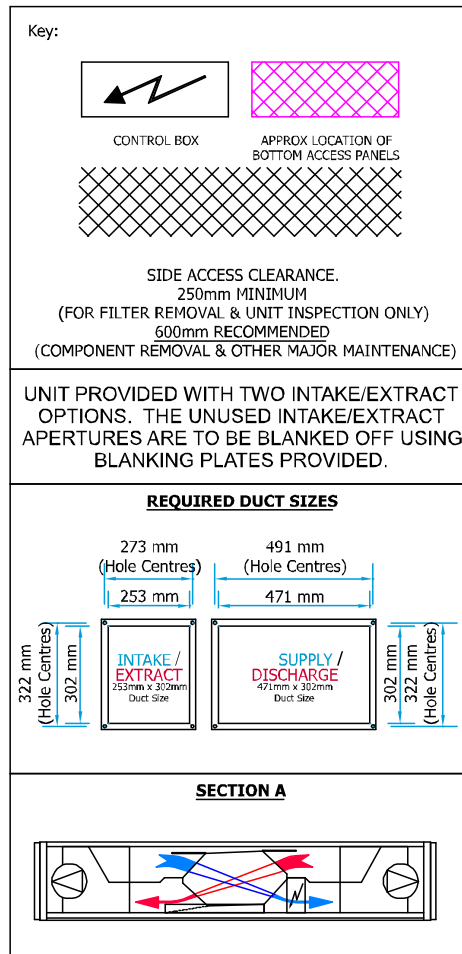 Key:
CONTROL BOX
APPROX LOCATION OF
BOTTOM ACCESS PANELS
SIDE ACCESS CLEARANCE.
250mm MINIMUM
(FOR FILTER REMOVAL & UNIT INSPECTION ONLY)
600mm RECOMMENDED
(COMPONENT REMOVAL & OTHER MAJOR MAINTENANCE)
UNIT PROVIDED WITH TWO INTAKE/EXTRACT
OPTIONS. THE UNUSED INTAKE/EXTRACT
APERTURES ARE TO BE BLANKED OFF USING
BLANKING PLATES PROVIDED.
REQUIRED DUCT SIZES
273 mm
(Hole Centres)
253 mm
491 mm
(Hole Centres)
471 mm
322 mm
(Hole Centres)
302 mm
INTAKE /
EXTRACT
253mm x 302mm
Duct Size
SUPPLY /
DISCHARGE
471mm x 302mm
Duct Size
302 mm
322 mm
(Hole Centres)
SECTION A